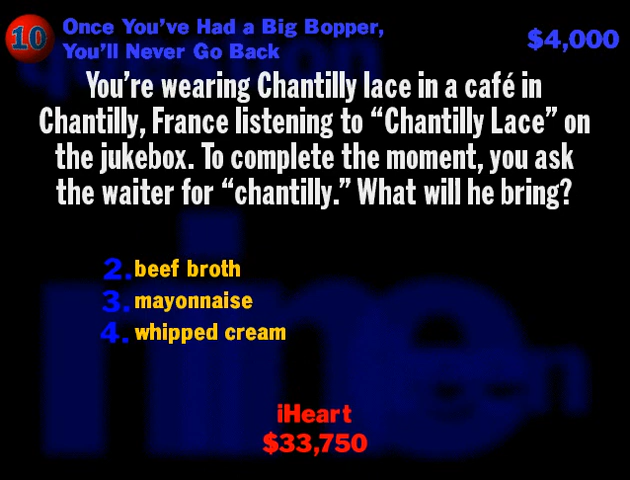 10
Once You've Had a Big Bopper,
You'll Never Go Back
$4,000
You're wearing Chantilly lace in a café in
Chantilly, France listening to “Chantilly Lace” on
the jukebox. To complete the moment, you ask
the waiter for “chantilly.” What will he bring?
2. beef broth
3. mayonnaise
4. whipped cream
iHeart
$33,750